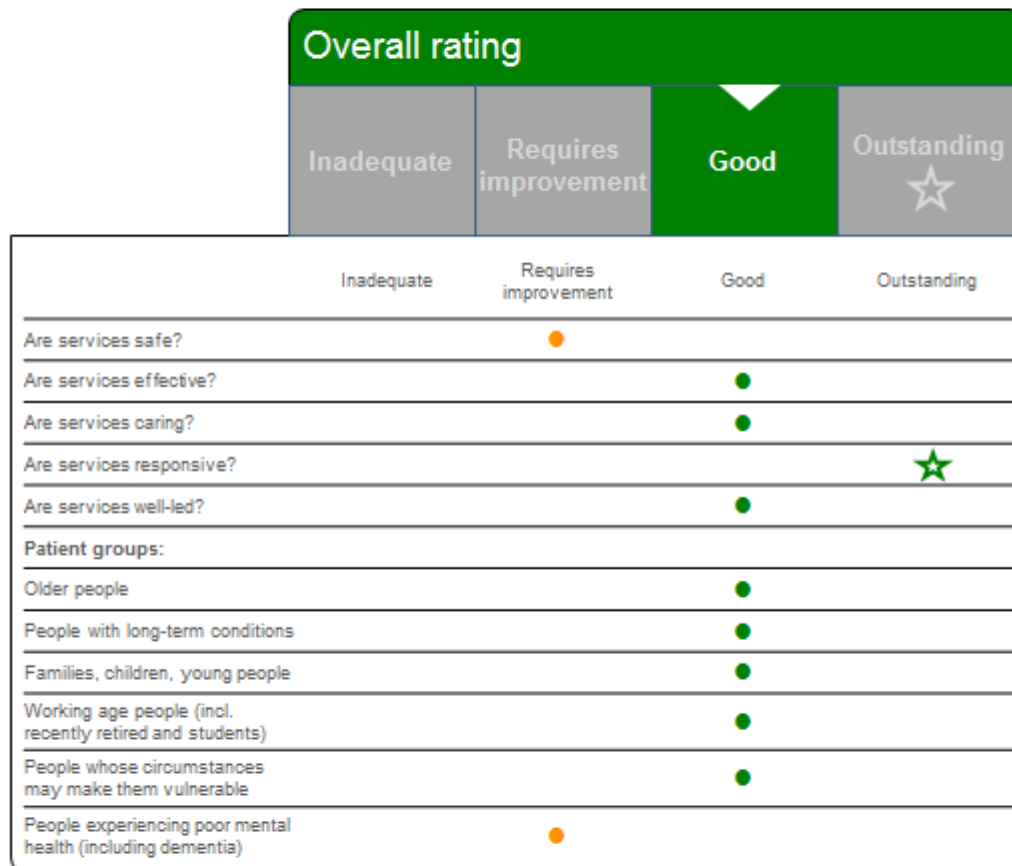 Overall rating
Inadequate
Requires
improvement
Good
Outstanding
Inadequate
Requires
improvement
Good
Outstanding
Are services safe?
Are services effective?
Are services caring?
Are services responsive?
Are services well-led?
Patient groups:
Older people
People with long-term conditions
Families, children, young people
Working age people (incl.
recently retired and students)
People whose circumstances
may make them vulnerable
People experiencing poor mental
health (including dementia)